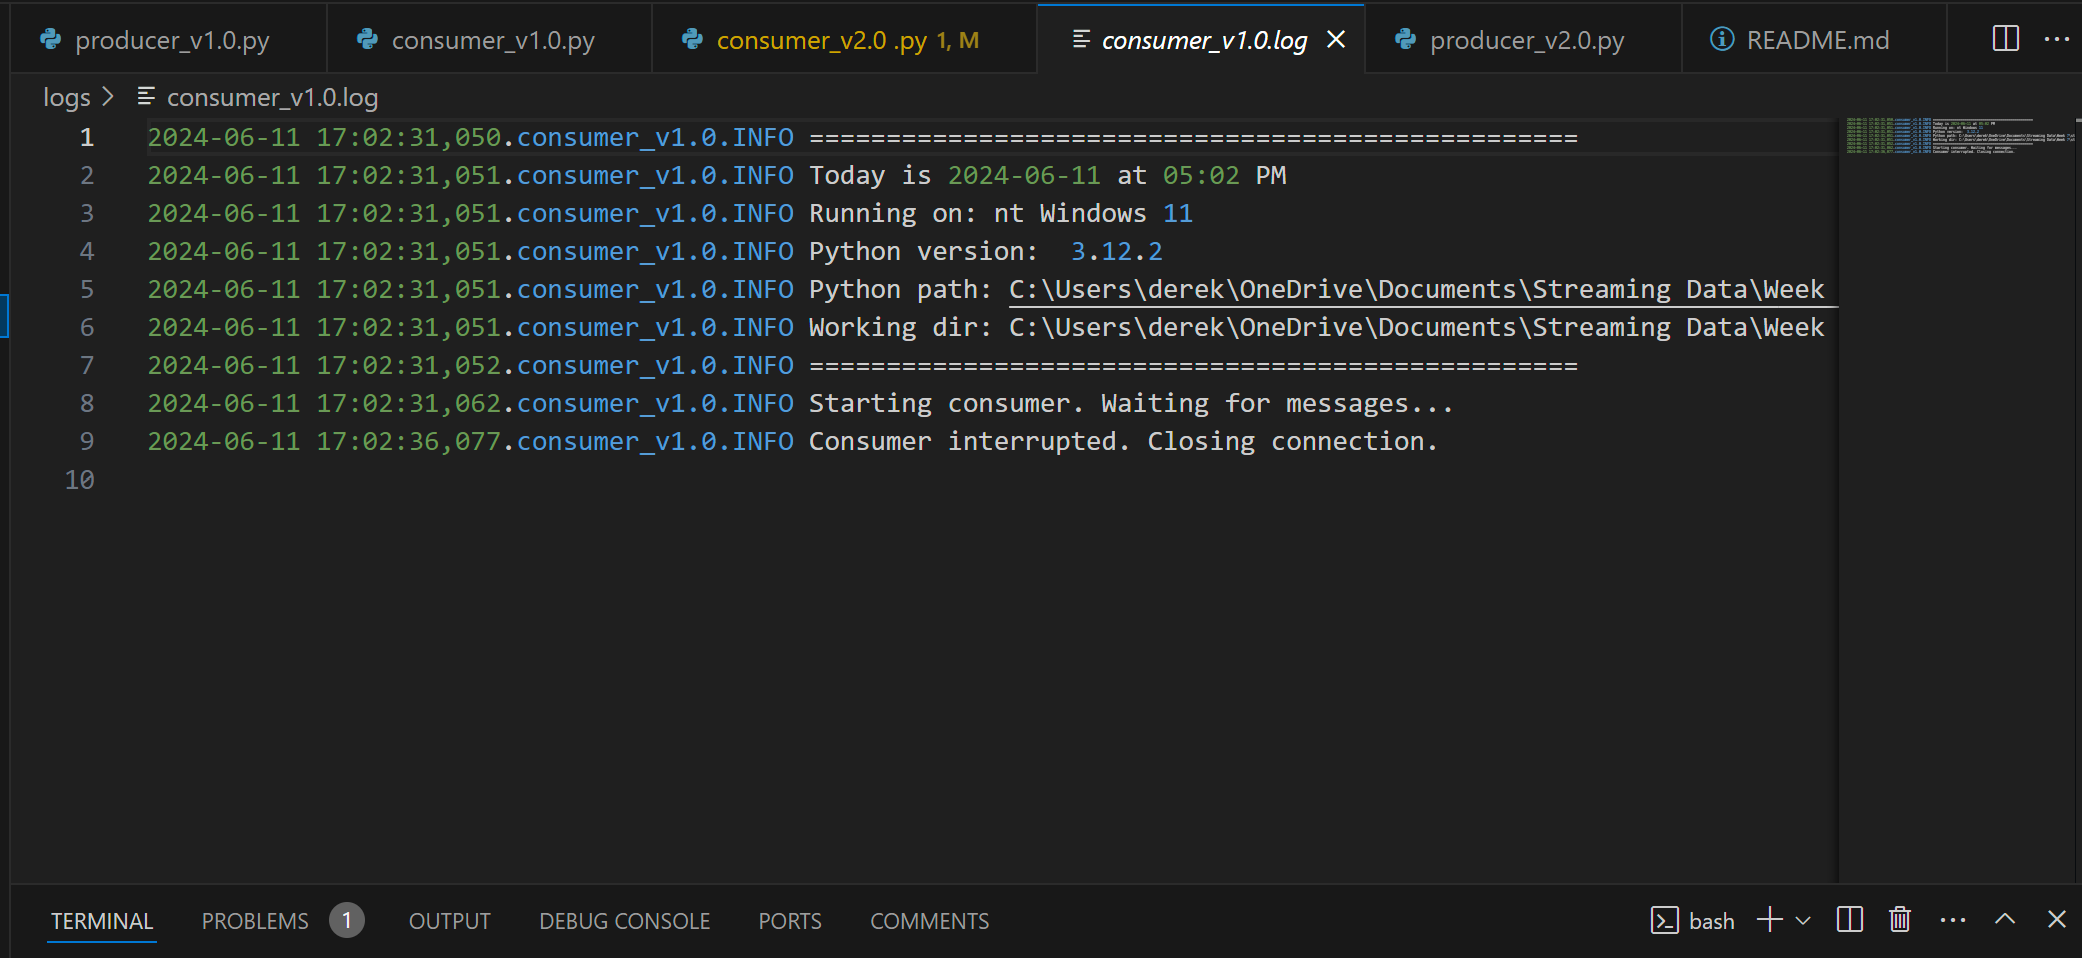 producer_v1.0.py consumer_v1.0.py consumer_v2.0 .py 1, M consumer_v1.0.log producer_v2.0.py README.md
logs > consumer_v1.0.log
1 2024-06-11 17:02:31,050.consumer_v1.0.INFO ==================================================
2 2024-06-11 17:02:31,051.consumer_v1.0.INFO Today is 2024-06-11 at 05:02 PM
3 2024-06-11 17:02:31,051.consumer_v1.0.INFO Running on: nt Windows 11
4 2024-06-11 17:02:31,051.consumer_v1.0.INFO Python version:  3.12.2
5 2024-06-11 17:02:31,051.consumer_v1.0.INFO Python path: C:\Users\derek\OneDrive\Documents\Streaming Data\Week
6 2024-06-11 17:02:31,051.consumer_v1.0.INFO Working dir: C:\Users\derek\OneDrive\Documents\Streaming Data\Week
7 2024-06-11 17:02:31,052.consumer_v1.0.INFO ==================================================
8 2024-06-11 17:02:31,062.consumer_v1.0.INFO Starting consumer. Waiting for messages...
9 2024-06-11 17:02:36,077.consumer_v1.0.INFO Consumer interrupted. Closing connection.
10
TERMINAL PROBLEMS 1 OUTPUT DEBUG CONSOLE PORTS COMMENTS bash